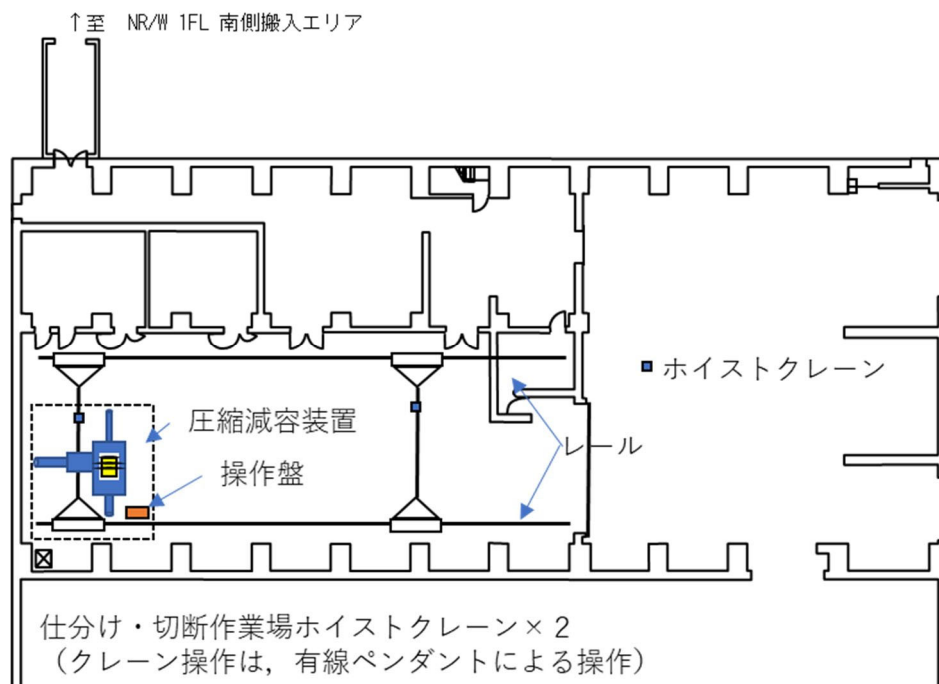 ↑至 NR/W 1FL 南側搬入エリア
ホイストクレーン
圧縮減容装置
レール
操作盤
仕分け・切断作業場ホイストクレーン×2
（クレーン操作は，有線ペンダントによる操作）